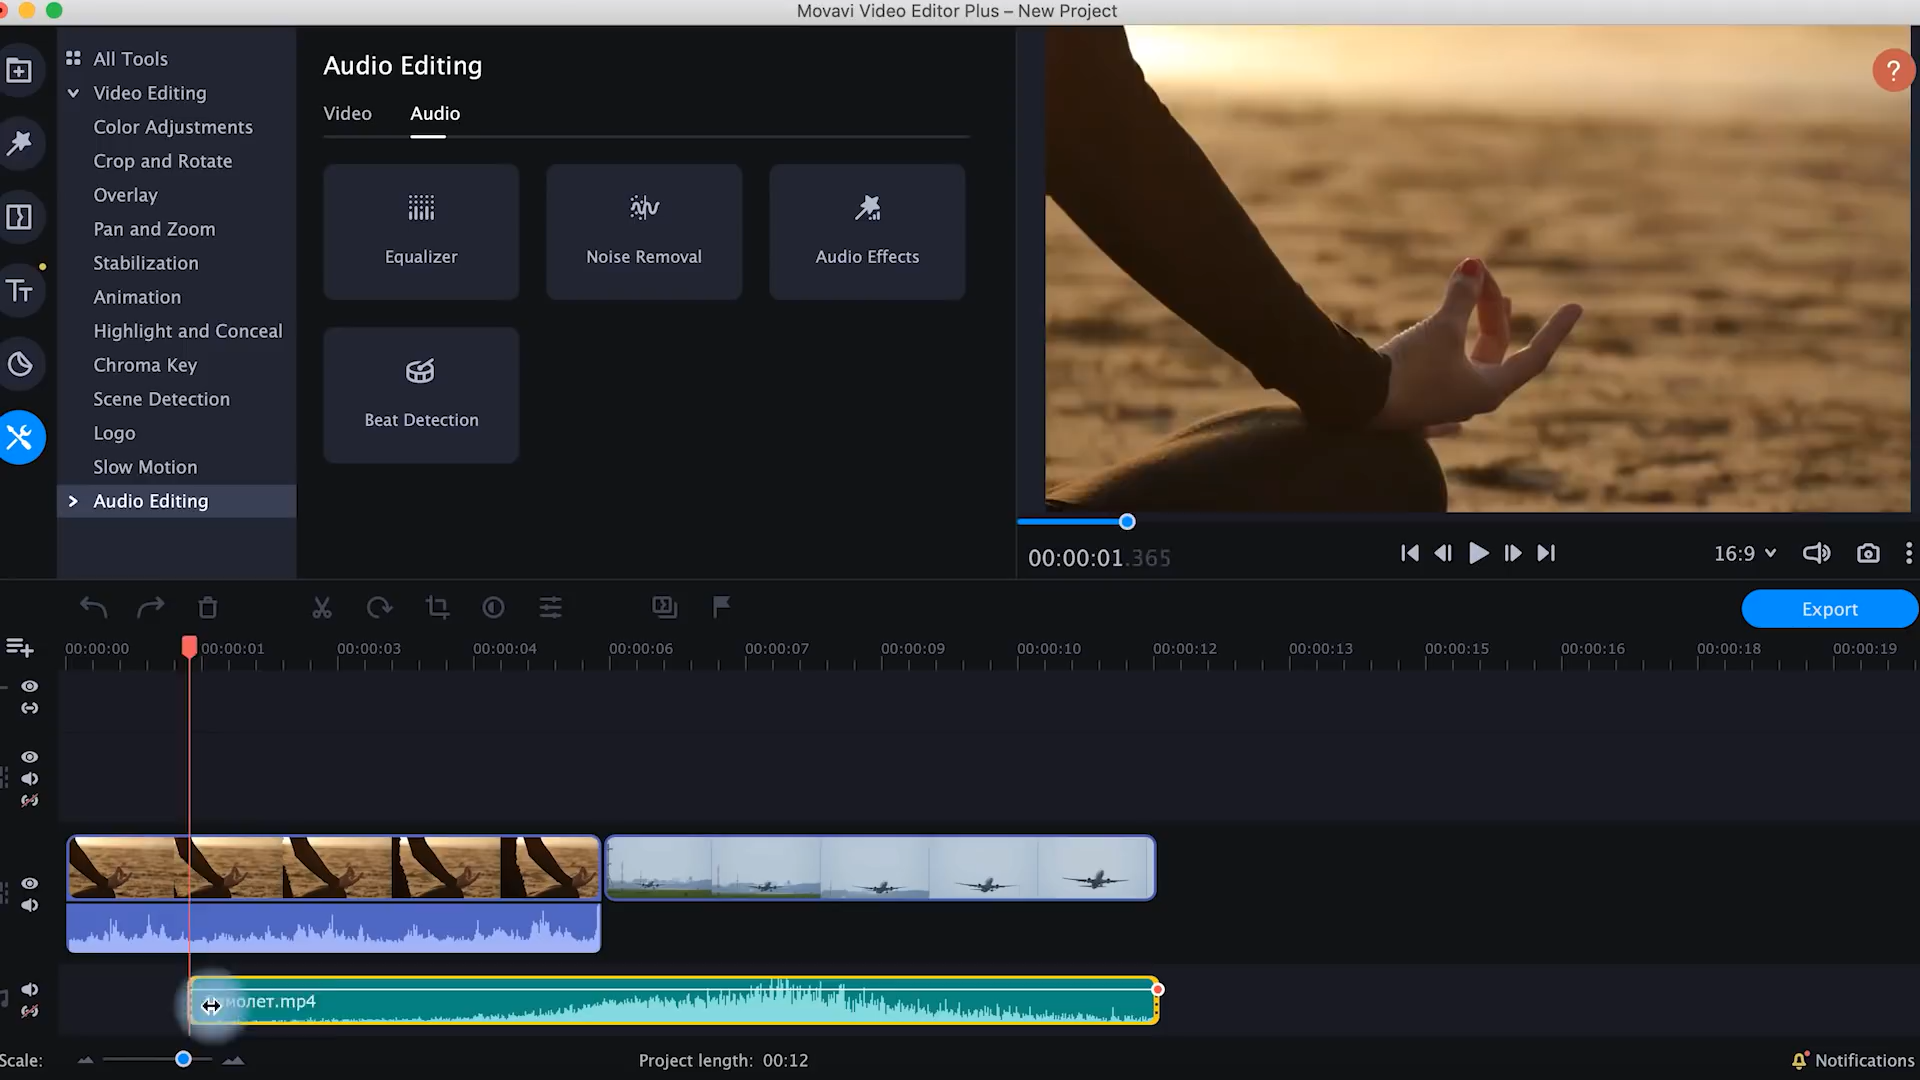 Movavi Video Editor Plus – New Project
All Tools
Video Editing
Color Adjustments
Crop and Rotate
Overlay
Pan and Zoom
Stabilization
Animation
Highlight and Conceal
Chroma Key
Scene Detection
Logo
Slow Motion
Audio Editing
Audio Editing
Video Audio
Equalizer
Noise Removal
Audio Effects
Beat Detection
?
00:00:01.365
16:9
Export
00:00:00 00:00:01 00:00:03 00:00:04 00:00:06 00:00:07 00:00:09 00:00:10 00:00:12 00:00:13 00:00:15 00:00:16 00:00:18 00:00:19
Scale:
Project length: 00:12
Notifications